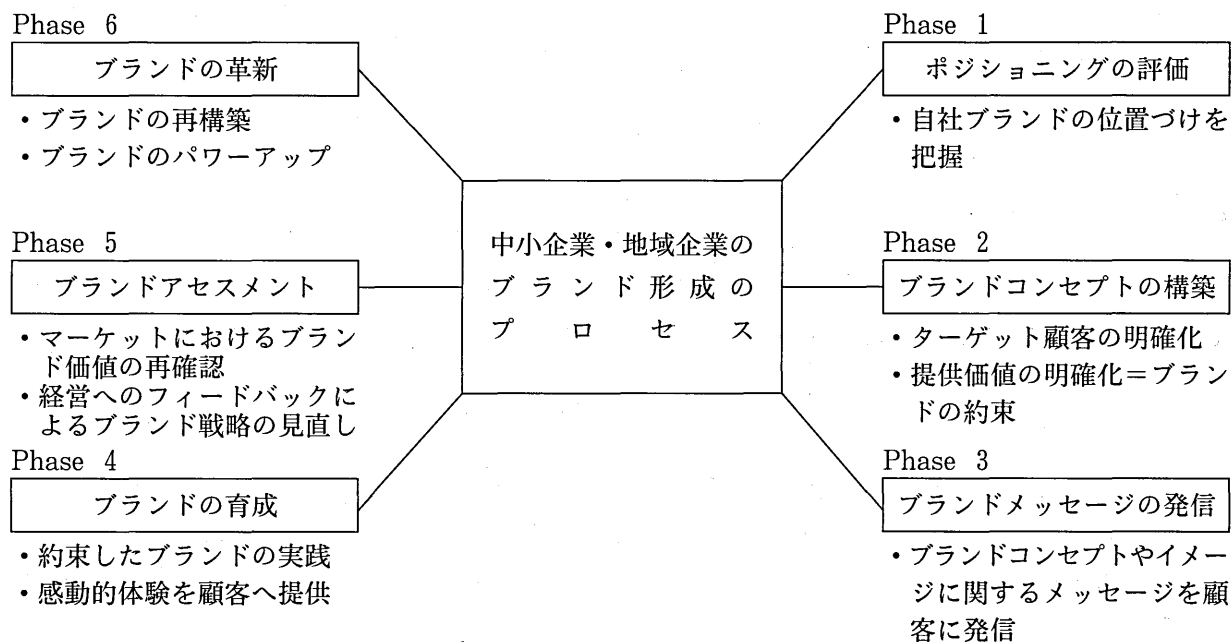 Phase 6
ブランドの革新
・ブランドの再構築
・ブランドのパワーアップ
Phase 5
ブランドアセスメント
・マーケットにおけるブラン
ド価値の再確認
・経営へのフィードバックに
よるブランド戦略の見直し
Phase 4
ブランドの育成
・約束したブランドの実践
・感動的体験を顧客へ提供
中小企業・地域企業の
ブランド形成の
プロセス
Phase 1
ポジショニングの評価
・自社ブランドの位置づけを
把握
Phase 2
ブランドコンセプトの構築
・ターゲット顧客の明確化
・提供価値の明確化=ブラン
ドの約束
Phase 3
ブランドメッセージの発信
・ブランドコンセプトやイメー
ジに関するメッセージを顧
客に発信